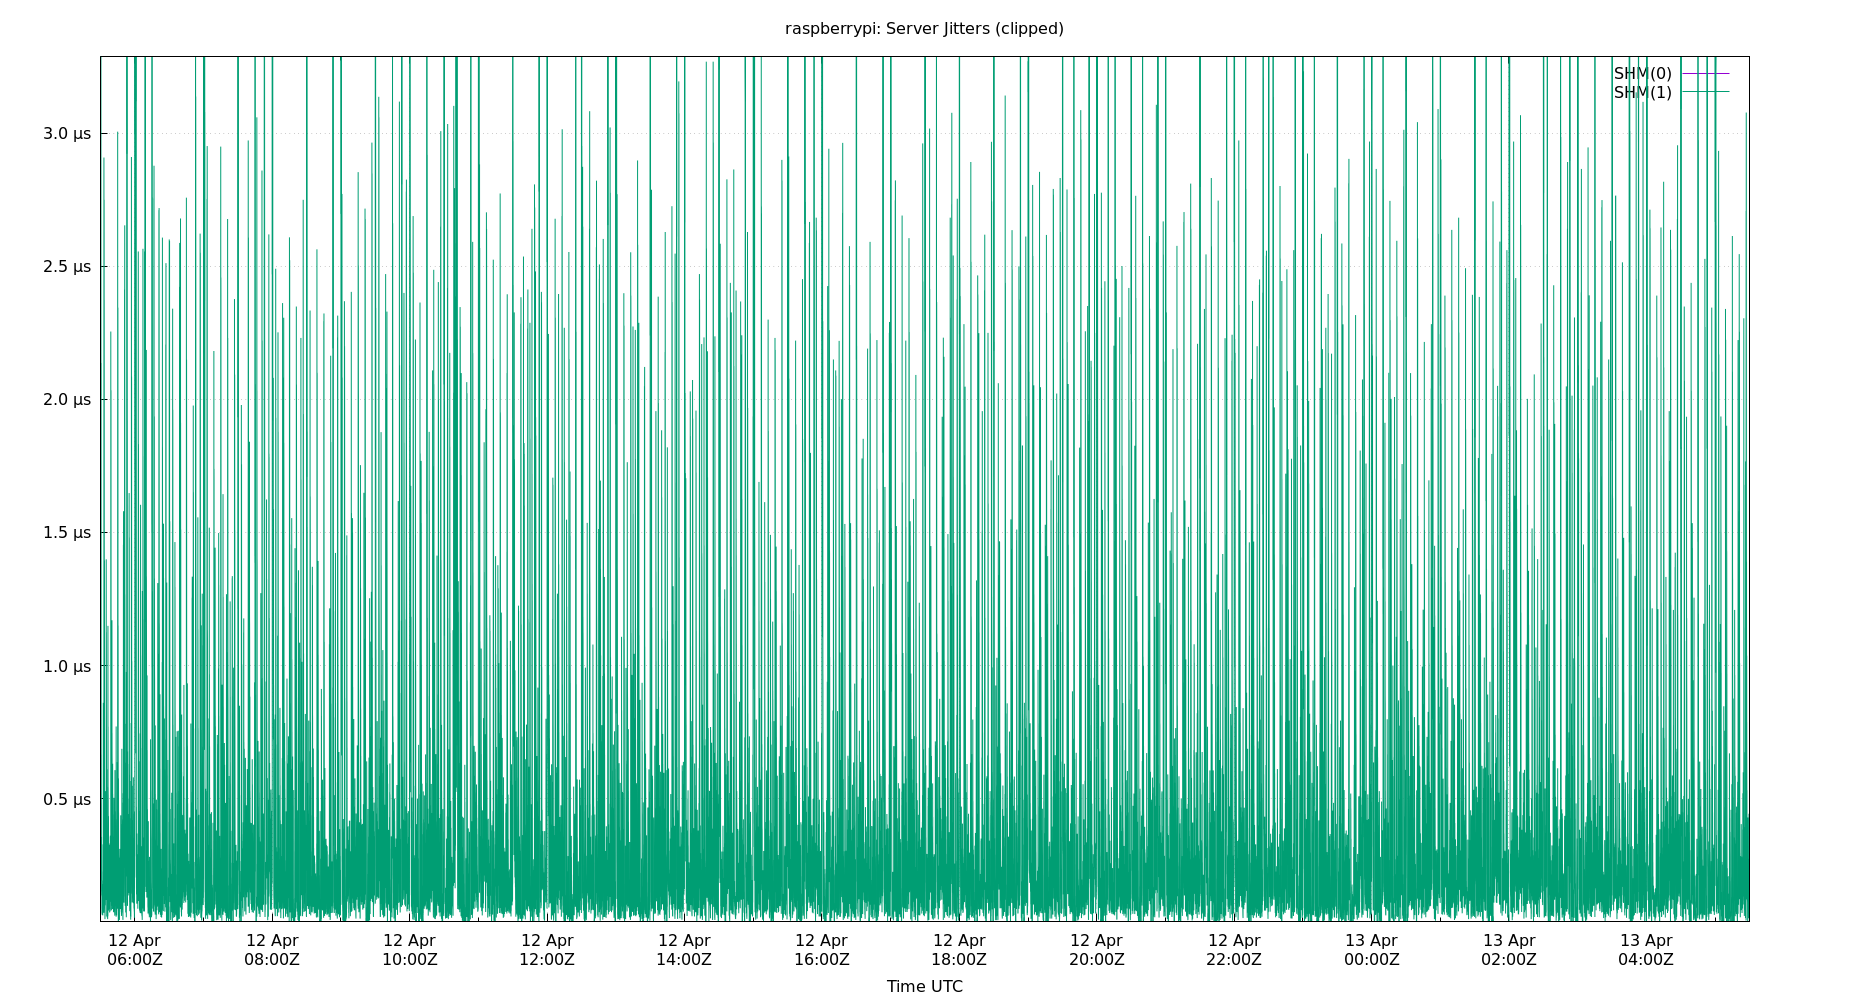 raspberrypi: Server Jitters (clipped)
SHM(0)
SHM(1)
3.0 µs
2.5 µs
2.0 µs
1.5 µs
1.0 µs
0.5 µs
12 Apr 12 Apr 12 Apr 12 Apr 12 Apr 12 Apr 12 Apr 12 Apr 12 Apr 13 Apr 13 Apr 13 Apr
06:00Z 08:00Z 10:00Z 12:00Z 14:00Z 16:00Z 18:00Z 20:00Z 22:00Z 00:00Z 02:00Z 04:00Z
Time UTC